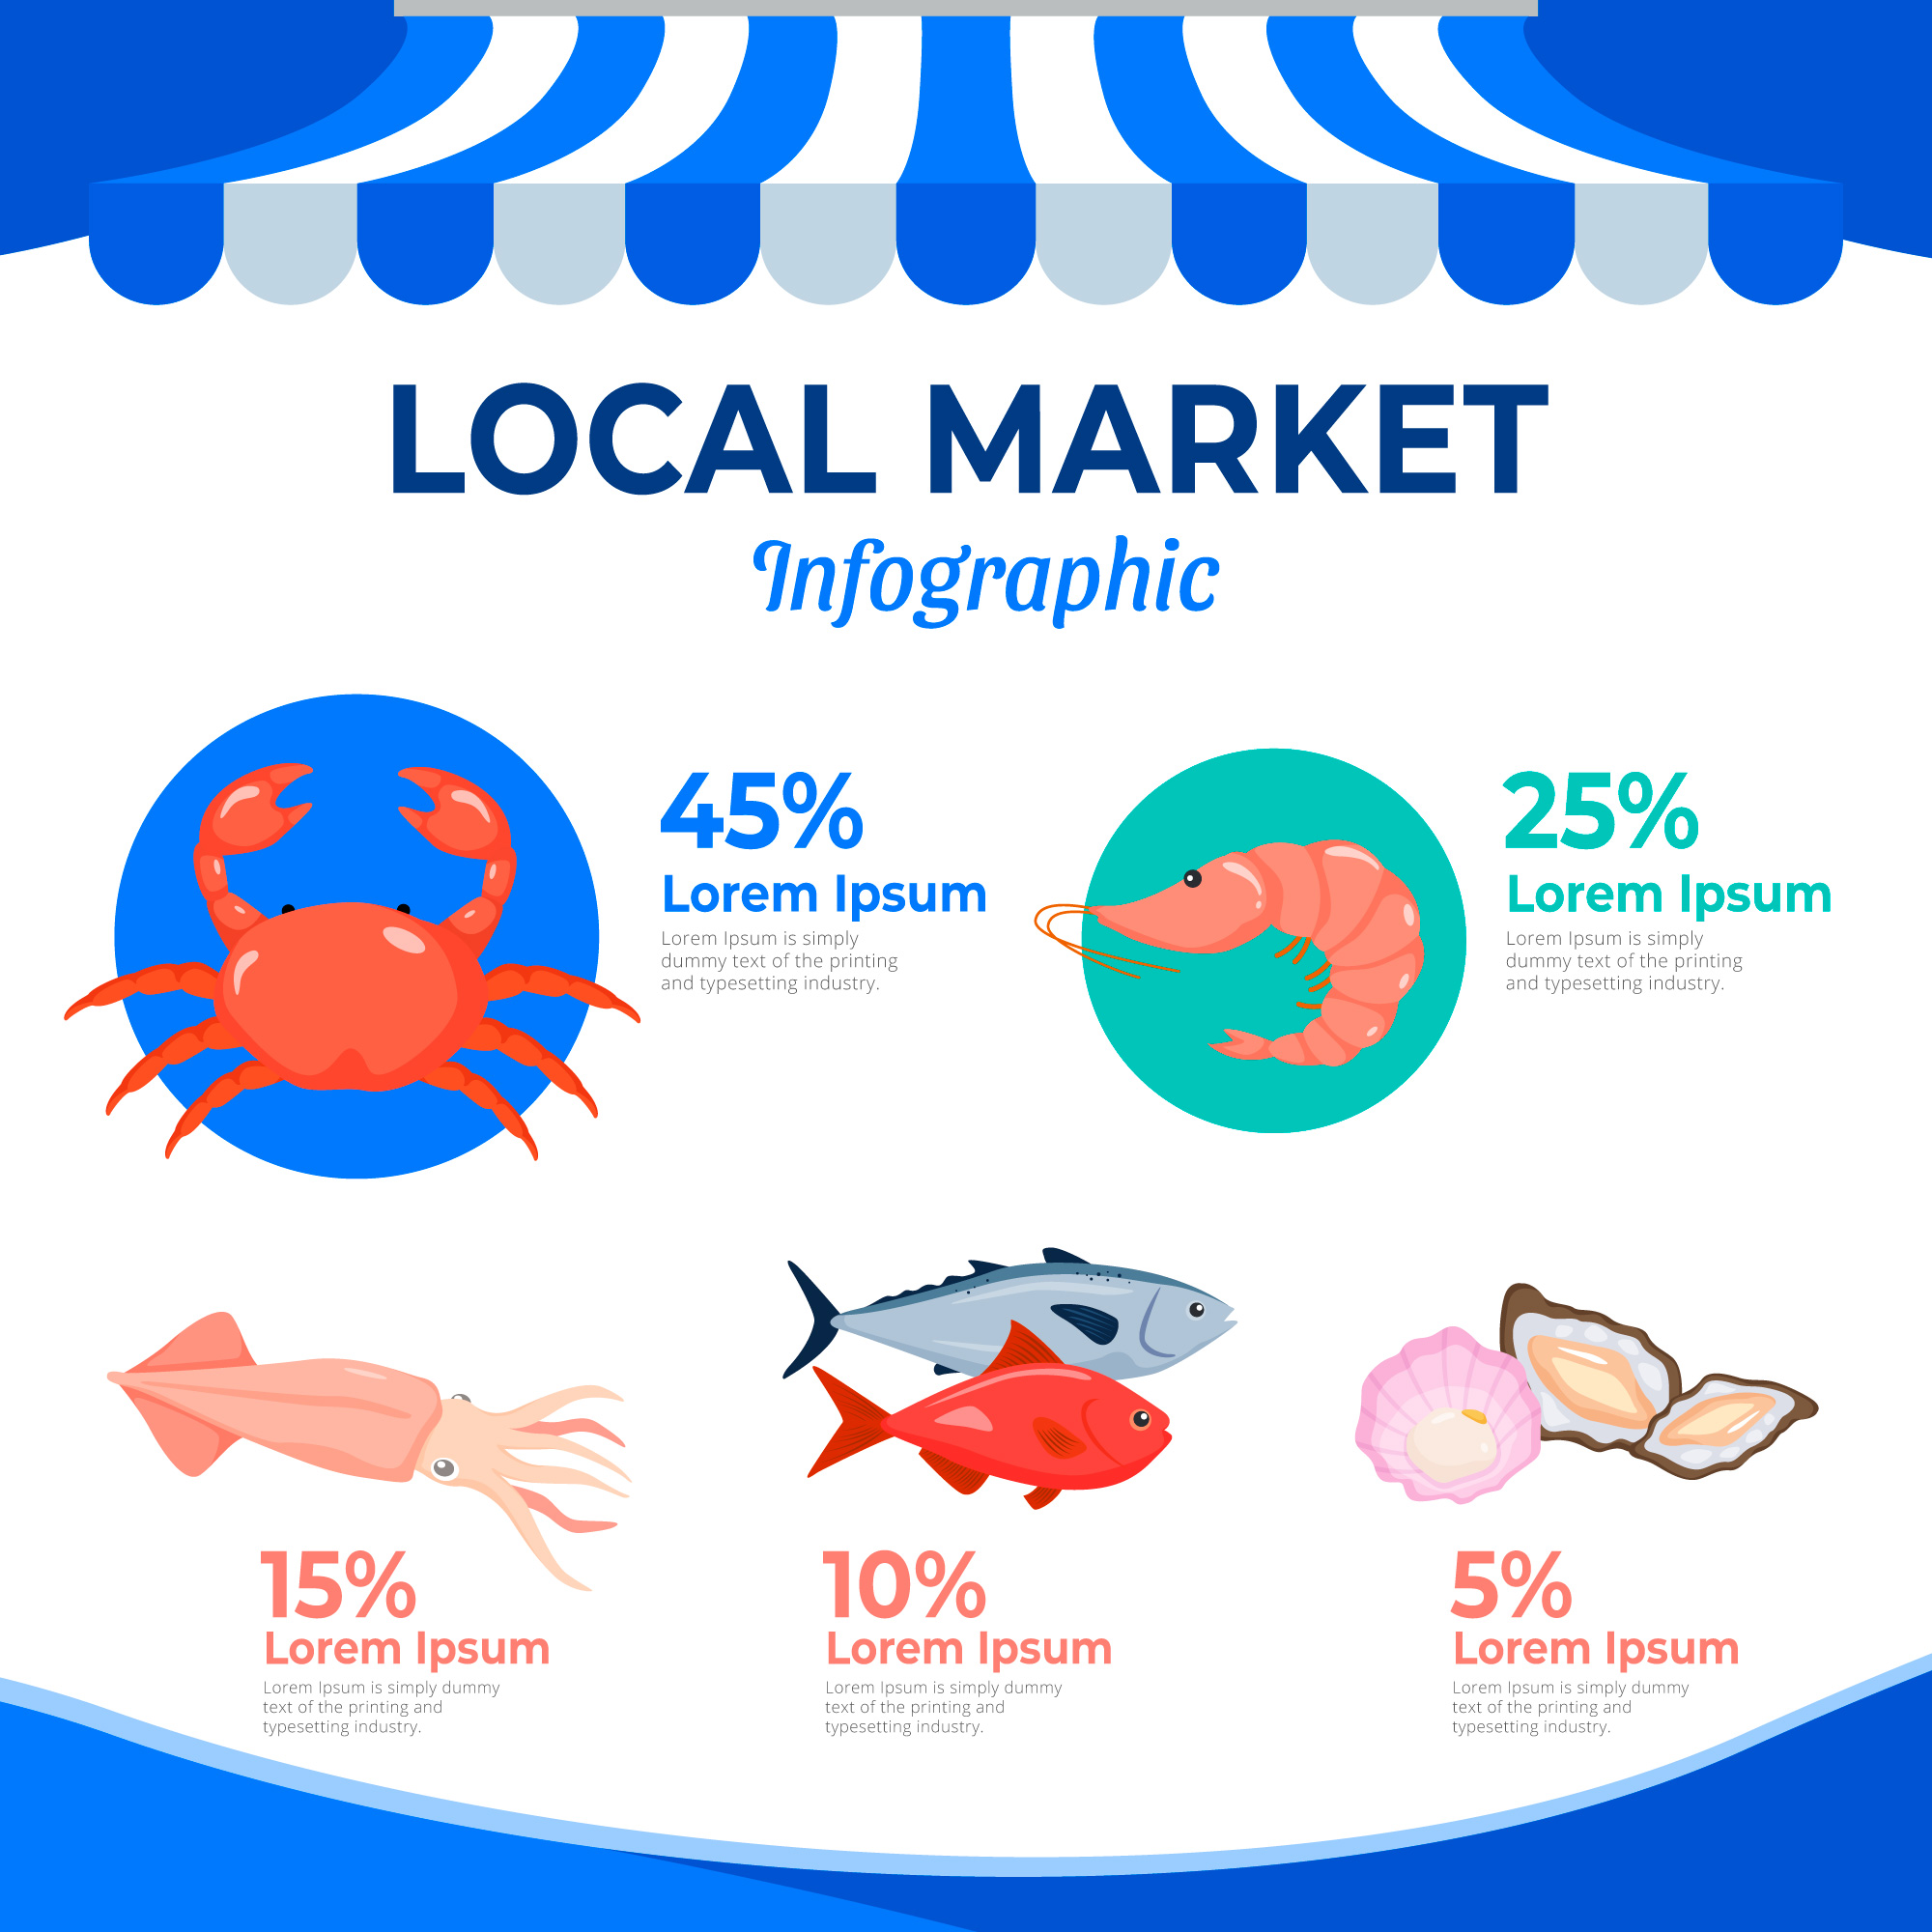 LOCAL MARKET
Infographic
45%
Lorem Ipsum
Lorem Ipsum is simply
dummy text of the printing
and typesetting industry.
25%
Lorem Ipsum
Lorem Ipsum is simply
dummy text of the printing
and typesetting industry.
15%
Lorem Ipsum
Lorem Ipsum is simply dummy
text of the printing and
typesetting industry.
10%
Lorem Ipsum
Lorem Ipsum is simply dummy
text of the printing and
typesetting industry.
5%
Lorem Ipsum
Lorem Ipsum is simply dummy
text of the printing and
typesetting industry.